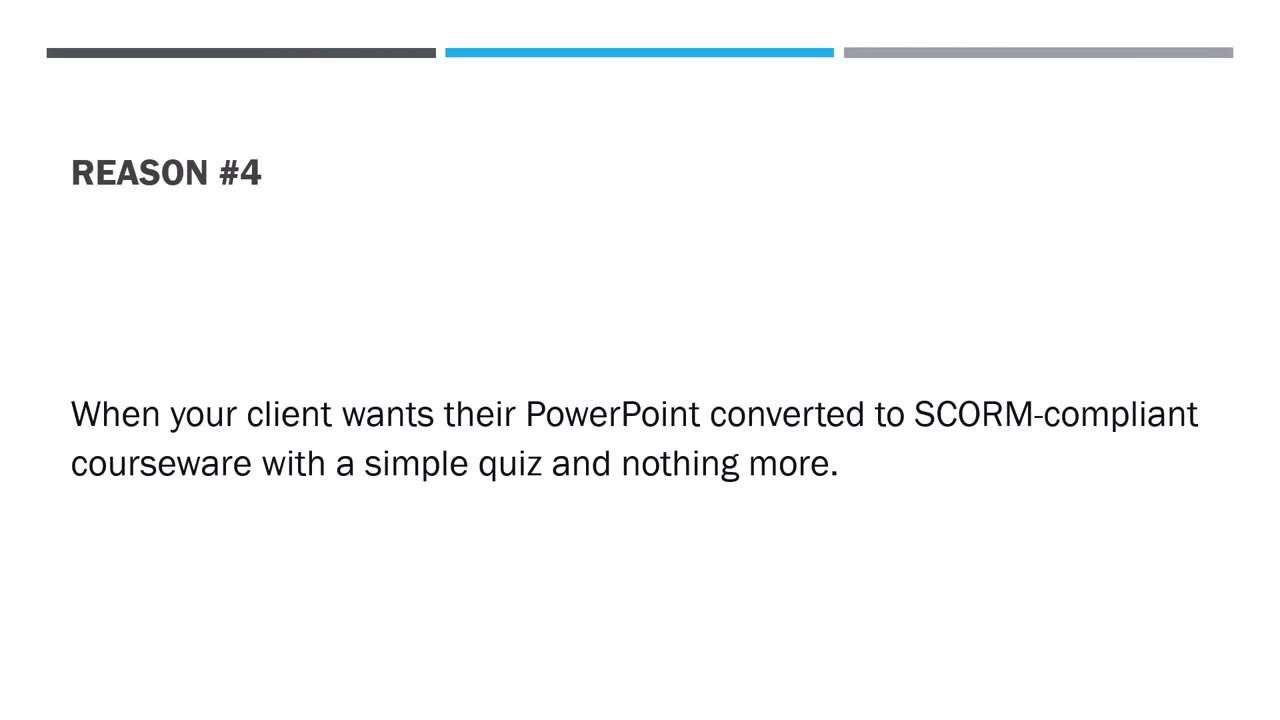 REASON #4
When your client wants their PowerPoint converted to SCORM-compliant
courseware with a simple quiz and nothing more.